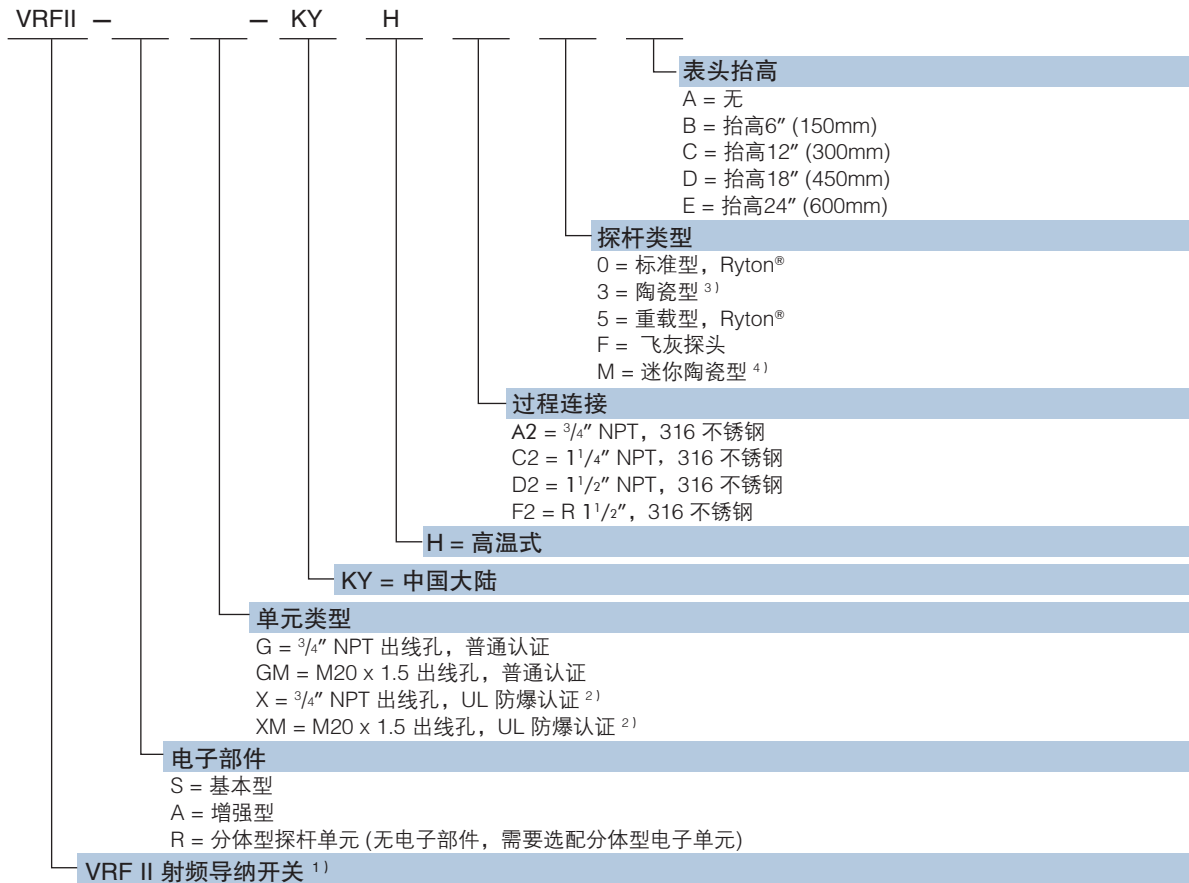 VRFII – – KY H
表头抬高
A = 无
B = 抬高6″ (150mm)
C = 抬高12″ (300mm)
D = 抬高18″ (450mm)
E = 抬高24″ (600mm)
探杆类型
0 = 标准型，Ryton®
3 = 陶瓷型 ³⁾
5 = 重载型，Ryton®
F = 飞灰探头
M = 迷你陶瓷型 ⁴⁾
过程连接
A2 = ³/₄″ NPT，316 不锈钢
C2 = 1¹/₄″ NPT，316 不锈钢
D2 = 1¹/₂″ NPT，316 不锈钢
F2 = R 1¹/₂″，316 不锈钢
H = 高温式
KY = 中国大陆
单元类型
G = ³/₄″ NPT 出线孔，普通认证
GM = M20 x 1.5 出线孔，普通认证
X = ³/₄″ NPT 出线孔，UL 防爆认证 ²⁾
XM = M20 x 1.5 出线孔，UL 防爆认证 ²⁾
电子部件
S = 基本型
A = 增强型
R = 分体型探杆单元 (无电子部件，需要选配分体型电子单元)
VRF II 射频导纳开关 ¹⁾